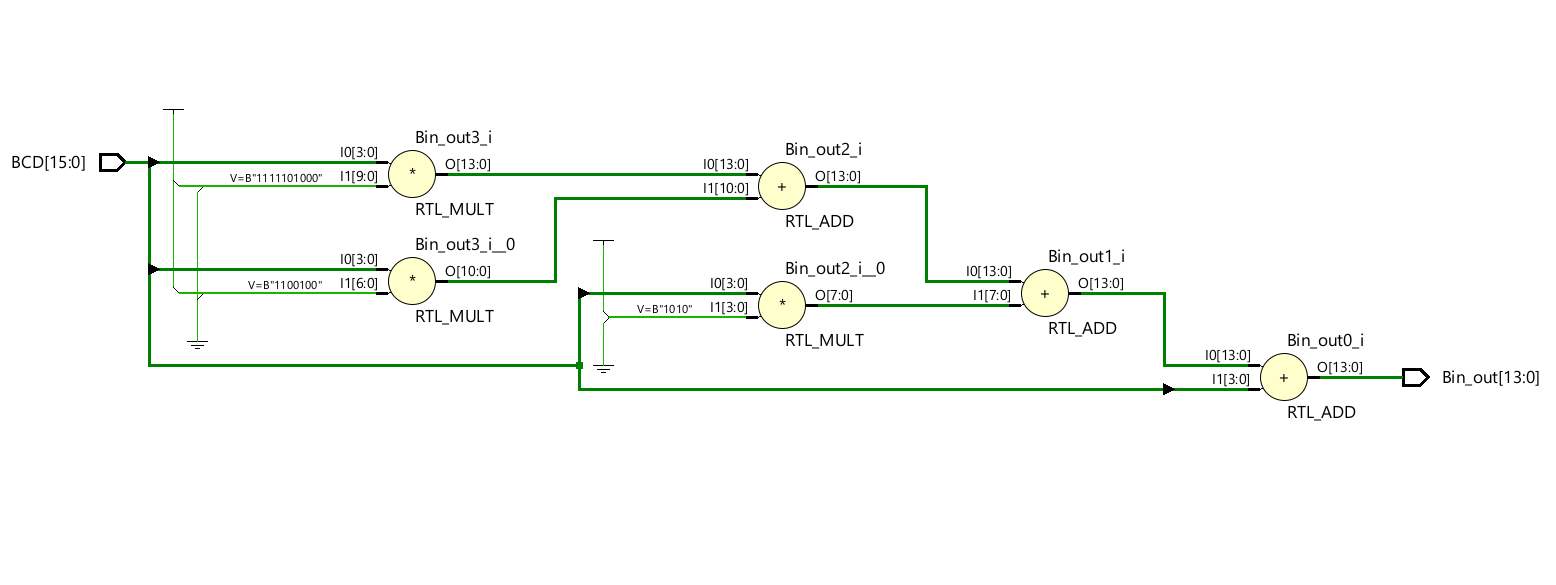 Bin_out3_i
BCD[15:0]
I0[3:0]
O[13:0]
*
V=B"1111101000"
I1[9:0]
RTL_MULT
Bin_out2_i
I0[13:0]
O[13:0]
+
I1[10:0]
RTL_ADD
Bin_out3_i__0
I0[3:0]
O[10:0]
*
V=B"1100100"
I1[6:0]
RTL_MULT
Bin_out2_i__0
I0[3:0]
O[7:0]
*
V=B"1010"
I1[3:0]
RTL_MULT
Bin_out1_i
I0[13:0]
O[13:0]
+
I1[7:0]
RTL_ADD
Bin_out0_i
I0[13:0]
O[13:0]
+
I1[3:0]
RTL_ADD
Bin_out[13:0]